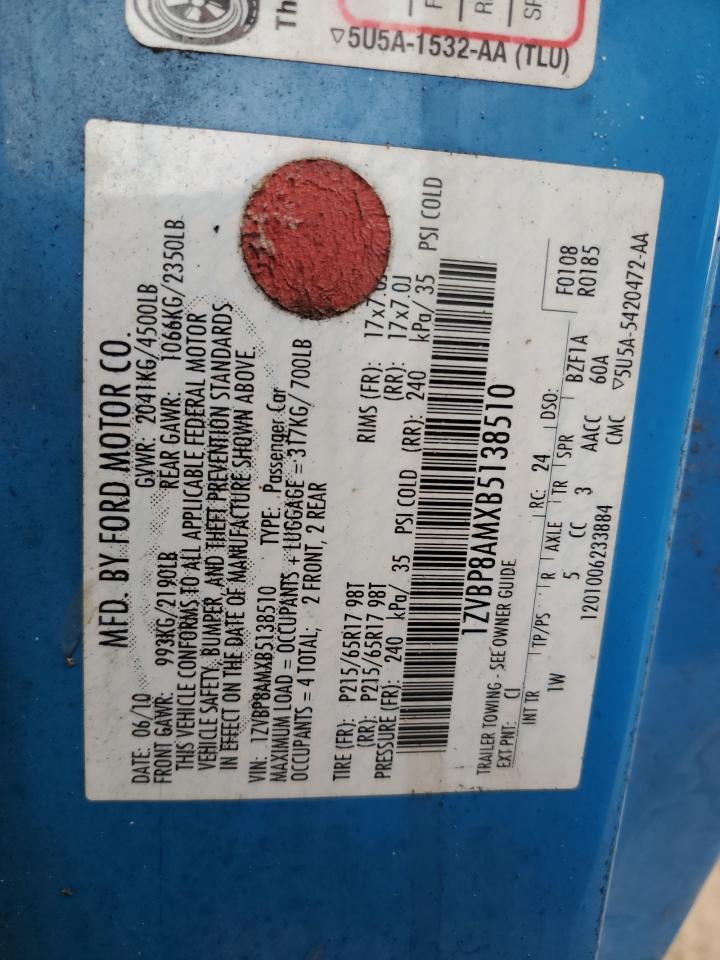 Th
▽5U5A-1532-AA (TLU)
MFD. BY FORD MOTOR CO.
DATE: 06/10 GVWR: 2041KG/4500LB
FRONT GAWR: 993KG/2190LB REAR GAWR: 1066KG/2350LB
THIS VEHICLE CONFORMS TO ALL APPLICABLE FEDERAL MOTOR
VEHICLE SAFETY, BUMPER, AND THEFT PREVENTION STANDARDS
IN EFFECT ON THE DATE OF MANUFACTURE SHOWN ABOVE.
VIN: 1ZVBP8AMXB5138510 TYPE: Passenger Car
MAXIMUM LOAD = OCCUPANTS + LUGGAGE = 317KG/700LB
OCCUPANTS = 4 TOTAL; 2 FRONT, 2 REAR
TIRE (FR): P215/65R17 98T RIMS (FR): 17x7.0J
(RR): P215/65R17 98T (RR): 17x7.0J
PRESSURE (FR): 240 kPa/ 35 PSI COLD (RR): 240 kPa/ 35 PSI COLD
1ZVBP8AMXB5138510
TRAILER TOWING - SEE OWNER GUIDE
EXT PNT: CI RC: 24 DSO:
INT TR TP/PS R AXLE TR SPR F0108
1W 5 CC 3 AACC BZF1A R0185
1201006233884 CMC 60A
▽5U5A-5420472-AA